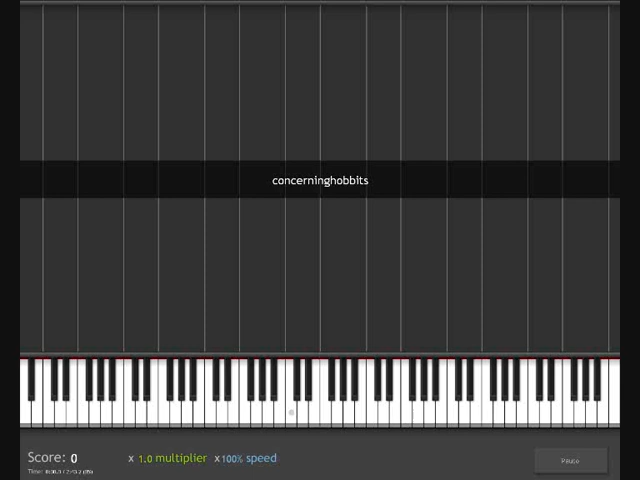 concerninghobbits
Score: 0
x 1.0 multiplier x100% speed
Pause